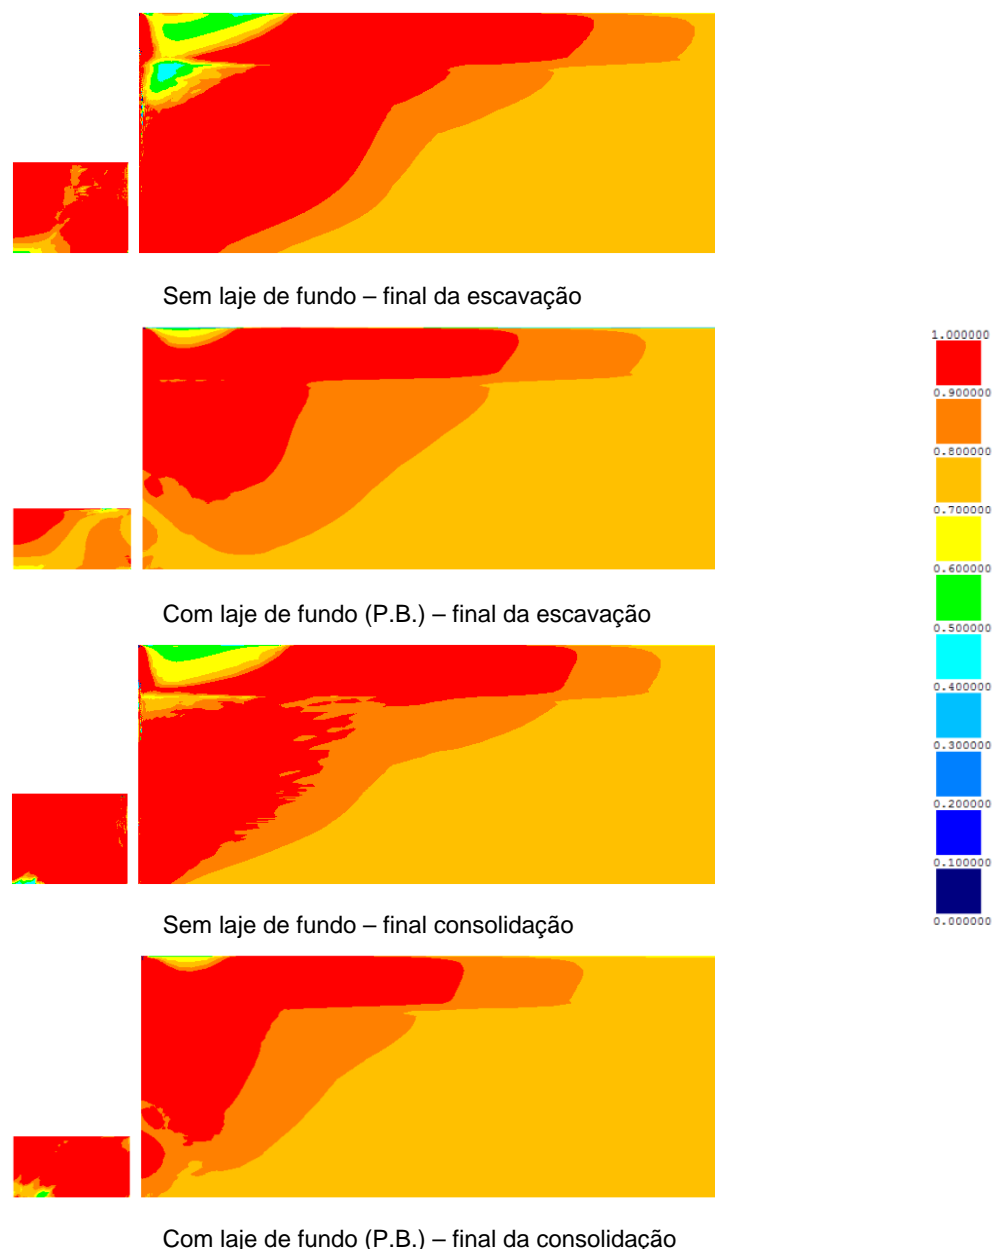 Sem laje de fundo – final da escavação
Com laje de fundo (P.B.) – final da escavação
Sem laje de fundo – final consolidação
Com laje de fundo (P.B.) – final da consolidação
1.000000
0.900000
0.800000
0.700000
0.600000
0.500000
0.400000
0.300000
0.200000
0.100000
0.000000